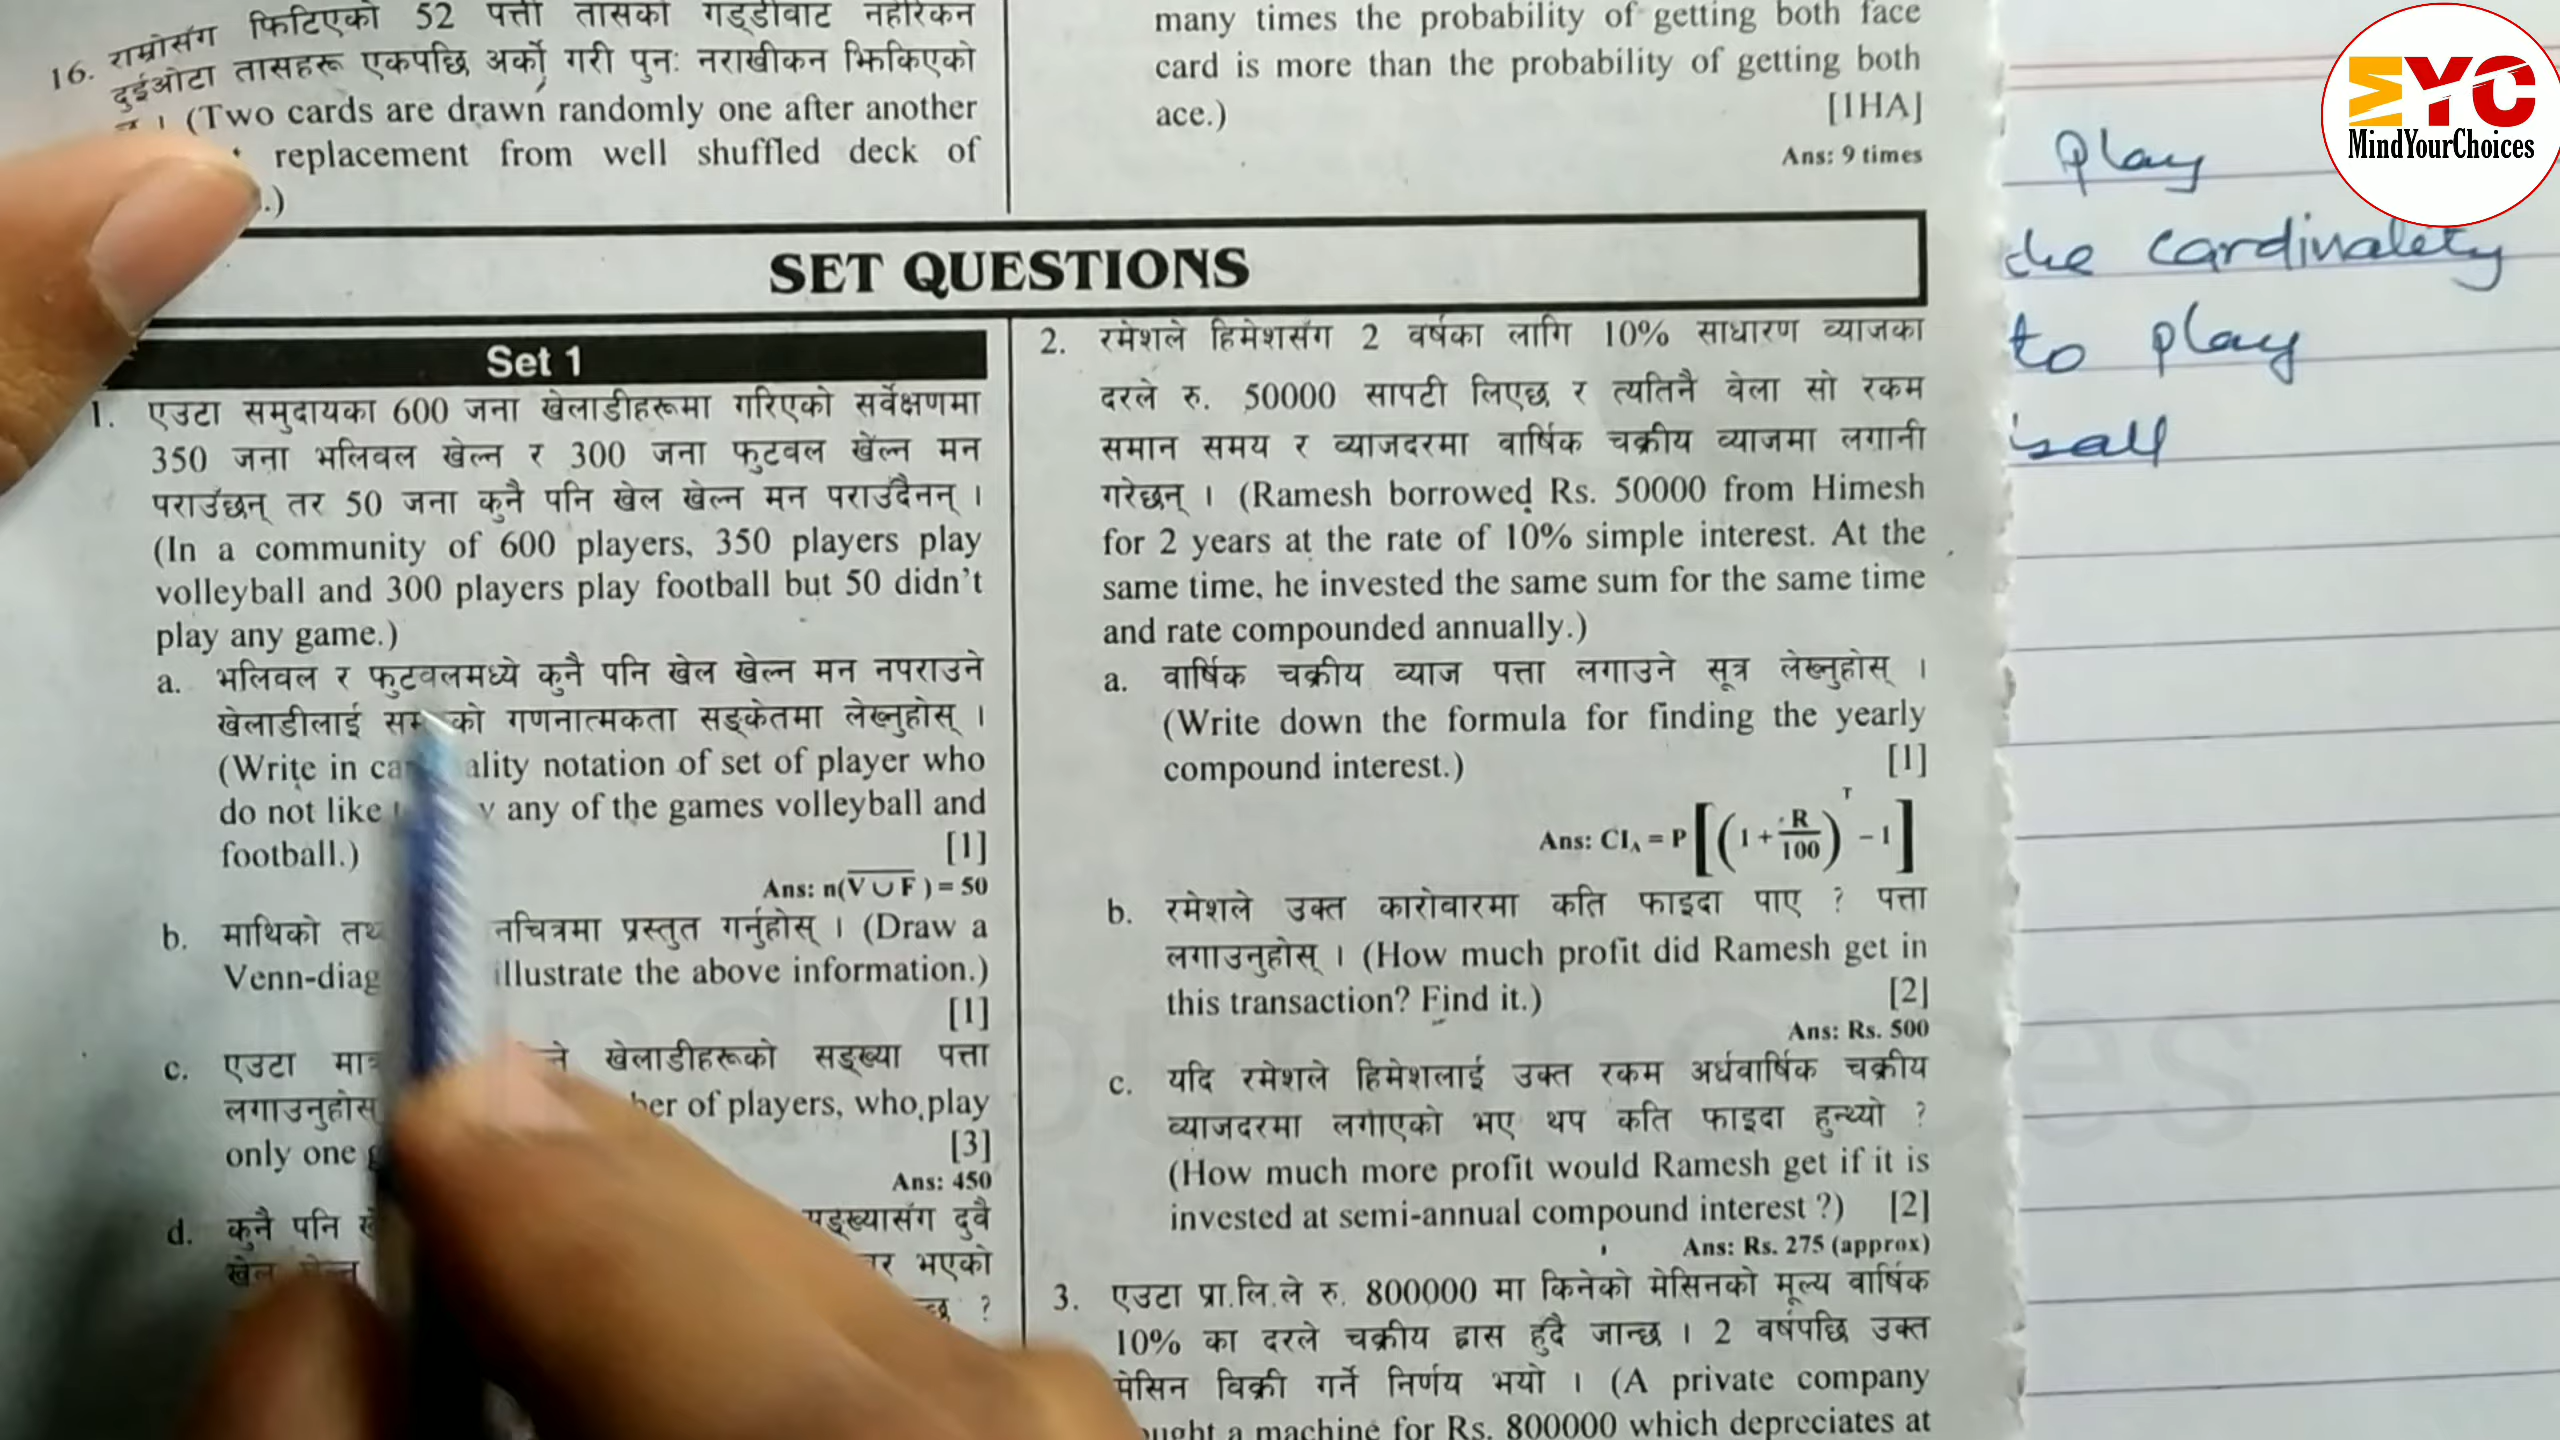 16. राम्रोसँग फिटिएको 52 पत्ती तासको गड्डीबाट नहेरिकन
दुईओटा तासहरू एकपछि अर्को गरी पुनः नराखीकन झिकिएको
(Two cards are drawn randomly one after another
replacement from well shuffled deck of
many times the probability of getting both face
card is more than the probability of getting both
ace.) [1HA]
Ans: 9 times
SET QUESTIONS
Set 1
1. एउटा समुदायका 600 जना खेलाडीहरूमा गरिएको सर्वेक्षणमा
350 जना भलिबल खेल्न र 300 जना फुटबल खेल्न मन
पराउँछन् तर 50 जना कुनै पनि खेल खेल्न मन पराउँदैनन् ।
(In a community of 600 players, 350 players play
volleyball and 300 players play football but 50 didn't
play any game.)
a. भलिबल र फुटबलमध्ये कुनै पनि खेल खेल्न मन नपराउने
खेलाडीलाई गणनात्मकता सङ्केतमा लेख्नुहोस् ।
(Write in notation of set of player who
do not like any of the games volleyball and
football.) [1]
Ans: n(V∪F)̅ = 50
b. माथिको प्रस्तुत गर्नुहोस् । (Draw a
illustrate the above information.)
[1]
c. एउटा खेलाडीहरूको सङ्ख्या पत्ता
लगाउनुहोस् of players, who play
only one [3]
Ans: 450
d. कुनै पनि दुवै
भएको
?
2. रमेशले हिमेशसँग 2 वर्षका लागि 10% साधारण ब्याजका
दरले रु. 50000 सापटी लिएछ र त्यतिनै बेला सो रकम
समान समय र ब्याजदरमा वार्षिक चक्रीय ब्याजमा लगानी
गरेछन् । (Ramesh borrowed Rs. 50000 from Himesh
for 2 years at the rate of 10% simple interest. At the
same time, he invested the same sum for the same time
and rate compounded annually.)
a. वार्षिक चक्रीय ब्याज पत्ता लगाउने सूत्र लेख्नुहोस् ।
(Write down the formula for finding the yearly
compound interest.) [1]
Ans: CI_A = P[(1 + R/100)^T − 1]
b. रमेशले उक्त कारोबारमा कति फाइदा पाए ? पत्ता
लगाउनुहोस् । (How much profit did Ramesh get in
this transaction? Find it.) [2]
Ans: Rs. 500
c. यदि रमेशले हिमेशलाई उक्त रकम अर्धवार्षिक चक्रीय
ब्याजदरमा लगाएको भए थप कति फाइदा हुन्थ्यो ?
(How much more profit would Ramesh get if it is
invested at semi-annual compound interest ?) [2]
Ans: Rs. 275 (approx)
3. एउटा प्रा.लि.ले रु. 800000 मा किनेको मेसिनको मूल्य वार्षिक
10% का दरले चक्रीय ह्रास हुँदै जान्छ । 2 वर्षपछि उक्त
मेसिन बिक्री गर्ने निर्णय भयो । (A private company
a machine for Rs. 800000 which depreciates at
play
the cardinality
to play
ball
MYC
MindYourChoices
MindYourChoices